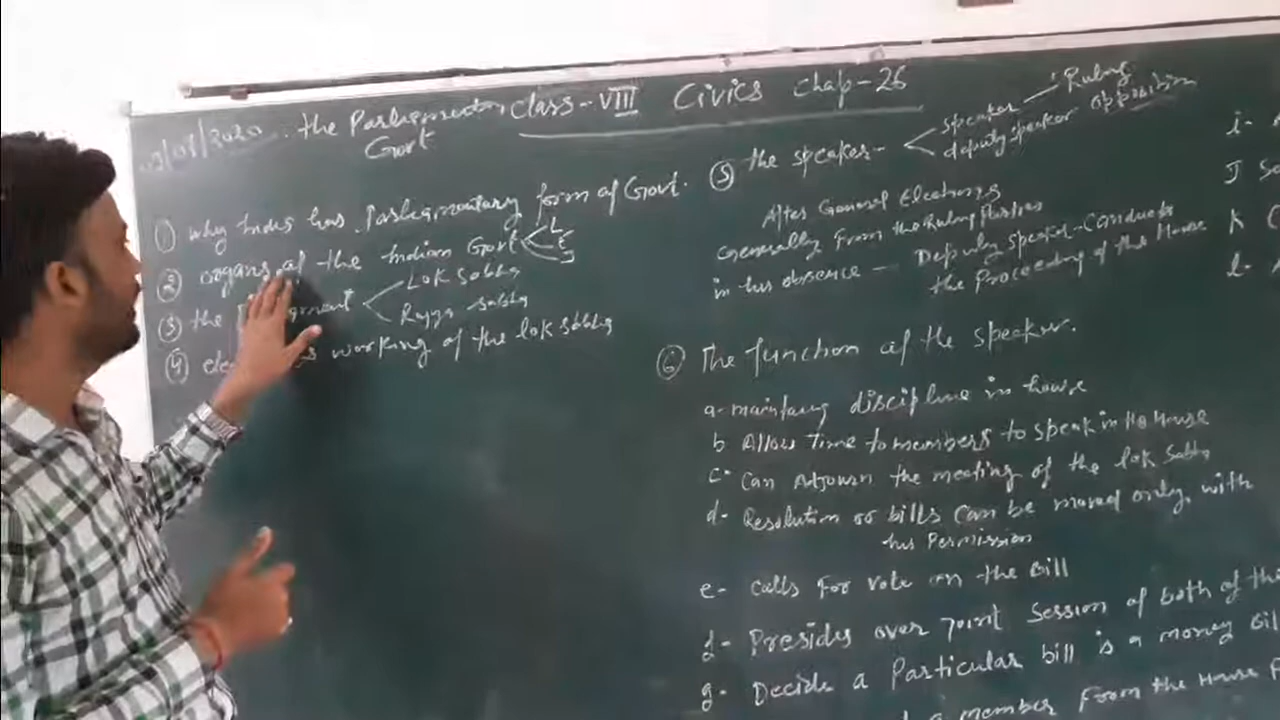 /08/2020 the Parliamentary class-VIII Civics Chap-26
Govt
① why India has Parliamentary form of Govt.
② organs of the Indian Govt L
E
J
③ the Lok Sabha
Rajya Sabha
④ working of the lok sabha
⑤ the speaker- speaker Ruling
deputy speaker opposition
After General Elections
Generally From the Ruling Parties
in his absence - Deputy Speaker-Conducts
the Proceeding of the House
⑥ The function of the speaker.
a- maintaing discipline in house
b Allow Time to members to speak in the House
c- Can Adjourn the meeting of the lok Sabha
d- Resolution or bills can be moved only, with
his Permission
e- calls For vote on the Bill
f- Presides over Joint Session of both of the
g- Decide a Particular bill is a money Bil
a member From the House
i-
J
K
l-